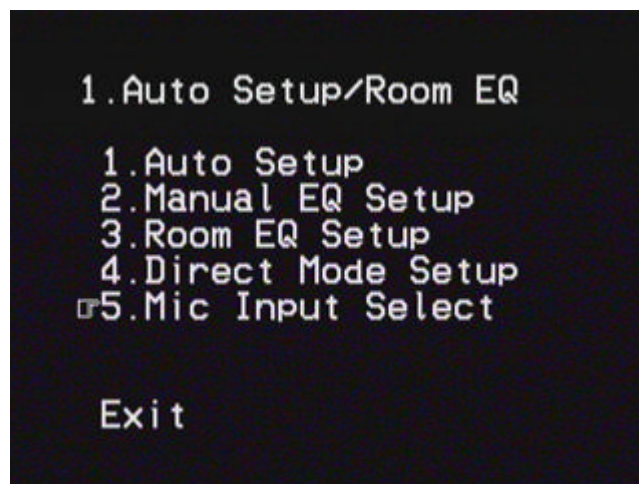 1.Auto Setup/Room EQ
1.Auto Setup
2.Manual EQ Setup
3.Room EQ Setup
4.Direct Mode Setup
☞5.Mic Input Select
Exit